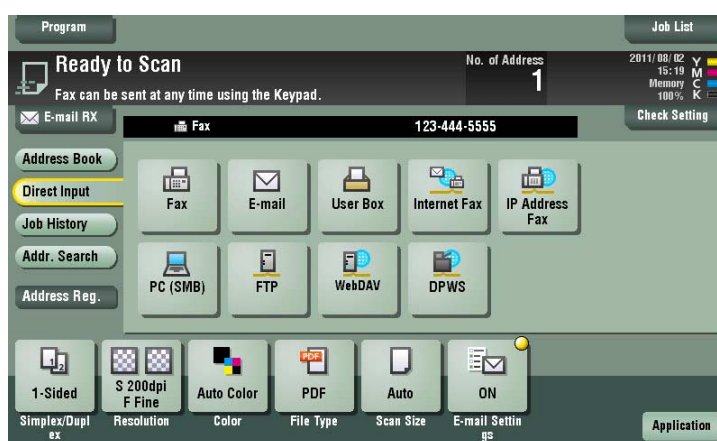 Program
Job List
Ready to Scan
Fax can be sent at any time using the Keypad.
No. of Address
1
2011/08/02
15:19
Memory
100%
Y
M
C
K
E-mail RX
Fax
123-444-5555
Check Setting
Address Book
Direct Input
Job History
Addr. Search
Address Reg.
Fax
E-mail
User Box
Internet Fax
IP Address
Fax
PC (SMB)
FTP
WebDAV
DPWS
1 2
1-Sided
Simplex/Dupl
ex
S 200dpi
F Fine
Resolution
Auto Color
Color
PDF
PDF
File Type
Auto
Scan Size
ON
E-mail Settin
gs
Application